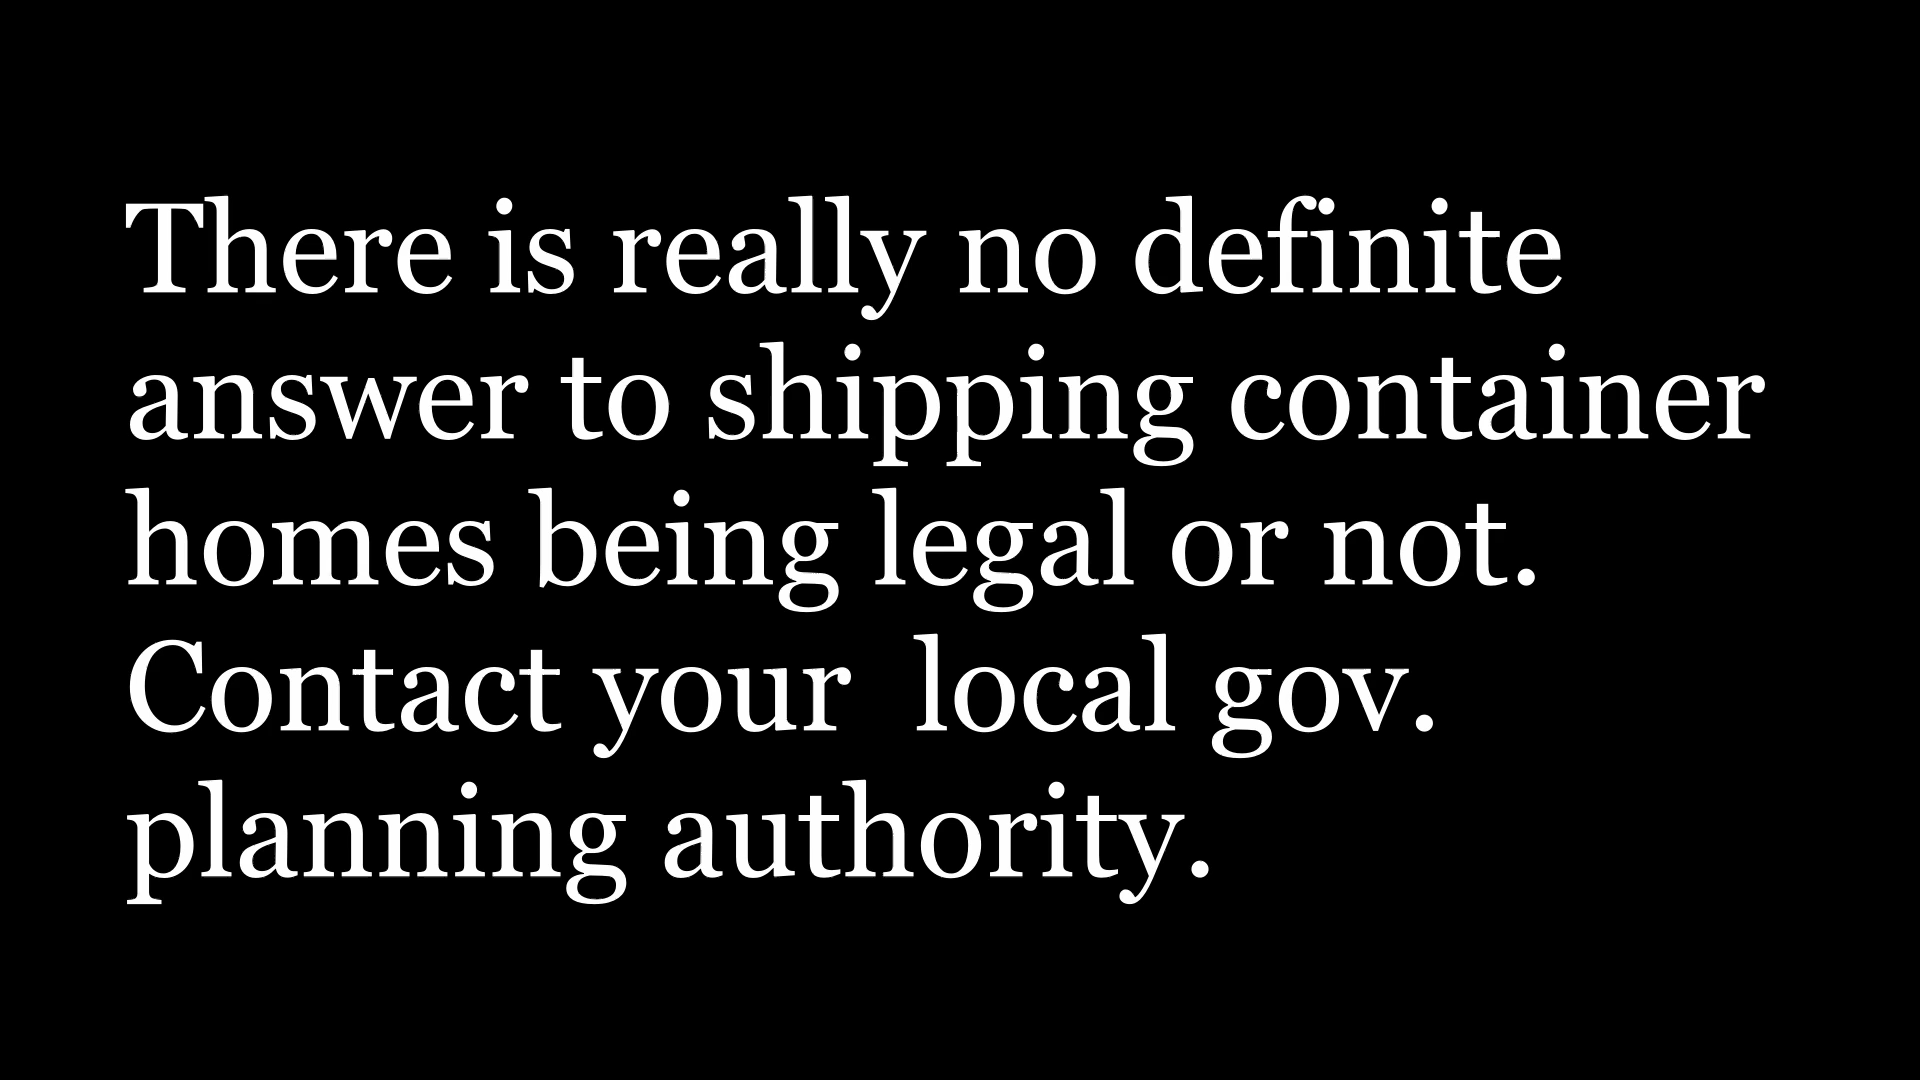 There is really no definite
answer to shipping container
homes being legal or not.
Contact your  local gov.
planning authority.